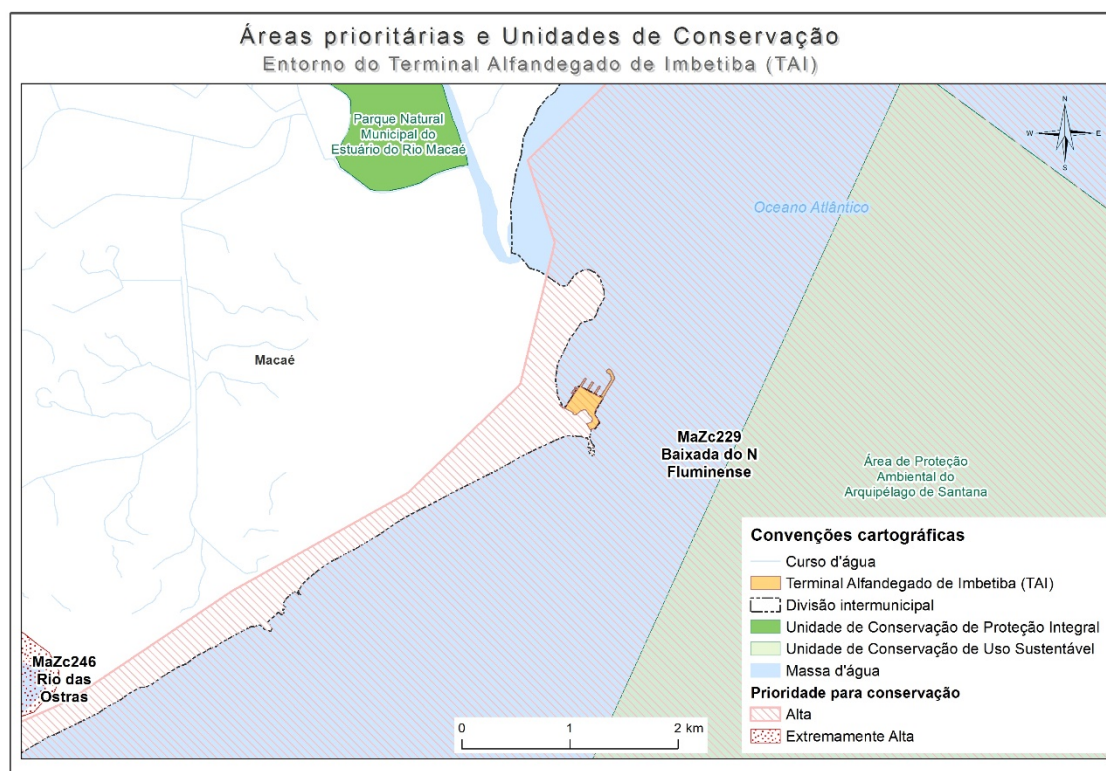 Áreas prioritárias e Unidades de Conservação
Entorno do Terminal Alfandegado de Imbetiba (TAI)
Parque Natural
Municipal do
Estuário do Rio Macaé
N
W
E
S
Oceano Atlântico
Macaé
MaZc229
Baixada do N
Fluminense
Área de Proteção
Ambiental do
Arquipélago de Santana
MaZc246
Rio das
Ostras
0 1 2 km
Convenções cartográficas
Curso d'água
Terminal Alfandegado de Imbetiba (TAI)
Divisão intermunicipal
Unidade de Conservação de Proteção Integral
Unidade de Conservação de Uso Sustentável
Massa d'água
Prioridade para conservação
Alta
Extremamente Alta